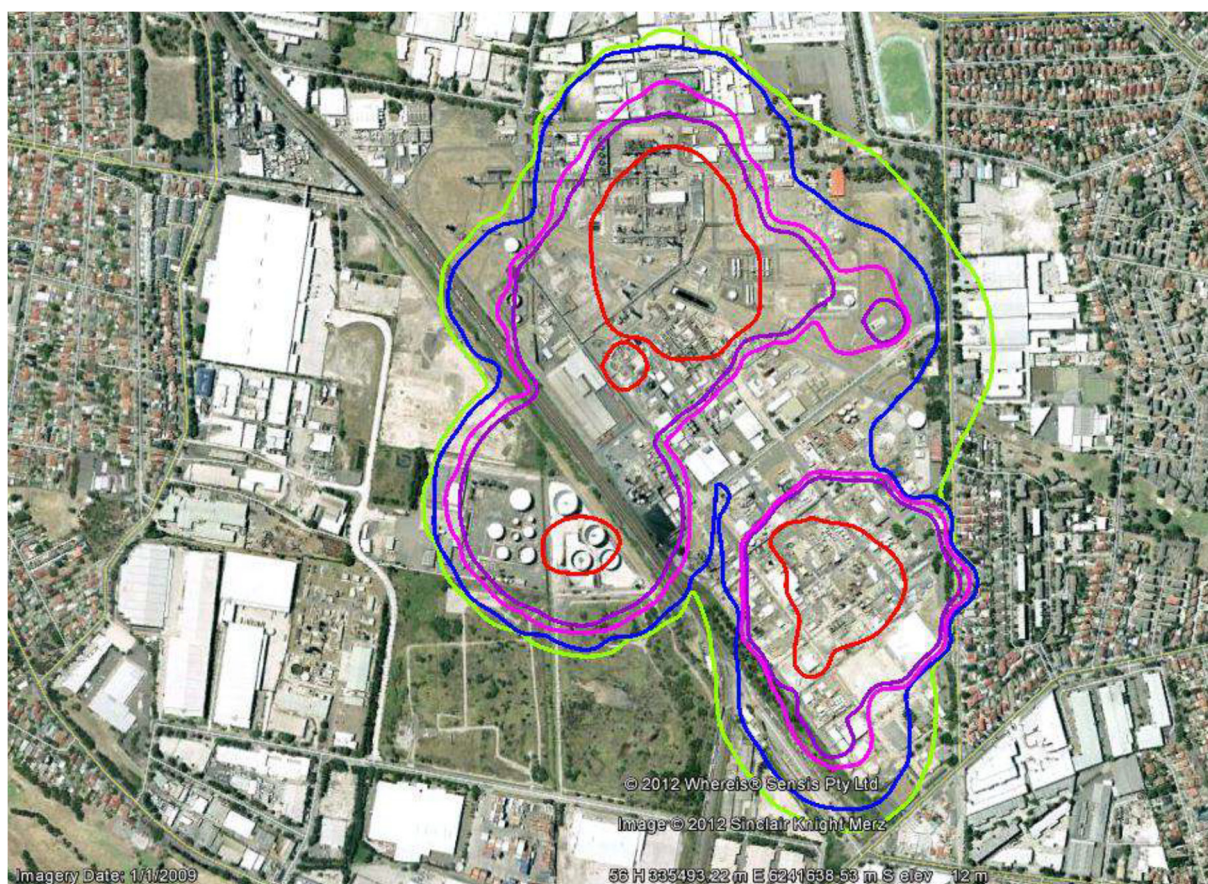 © 2012 Whereis® Sensis Pty Ltd
Image © 2012 Sinclair Knight Merz
Imagery Date: 1/1/2009
56 H 335493.22 m E 6241638.53 m S elev 12 m